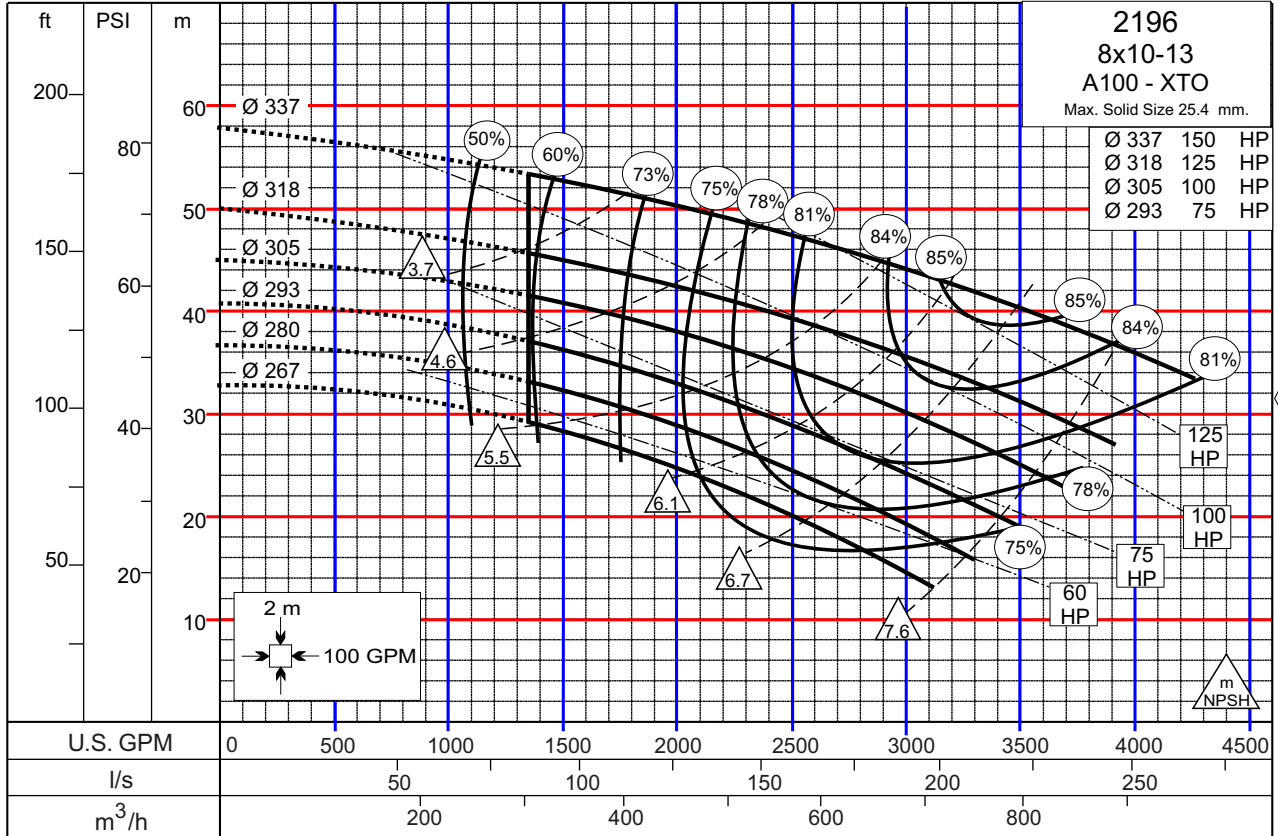 ft PSI m
2196
8x10-13
A100 - XTO
Max. Solid Size 25.4 mm.
Ø 337 150 HP
Ø 318 125 HP
Ø 305 100 HP
Ø 293 75 HP
200
150
100
50
80
60
40
20
60
50
40
30
20
10
Ø 337
Ø 318
Ø 305
Ø 293
Ø 280
Ø 267
50%
60%
73%
75%
78%
81%
84%
85%
85%
84%
81%
78%
75%
3.7
4.6
5.5
6.1
6.7
7.6
125
HP
100
HP
75
HP
60
HP
2 m
100 GPM
m
NPSH
U.S. GPM 0 500 1000 1500 2000 2500 3000 3500 4000 4500
l/s 50 100 150 200 250
m³/h 200 400 600 800